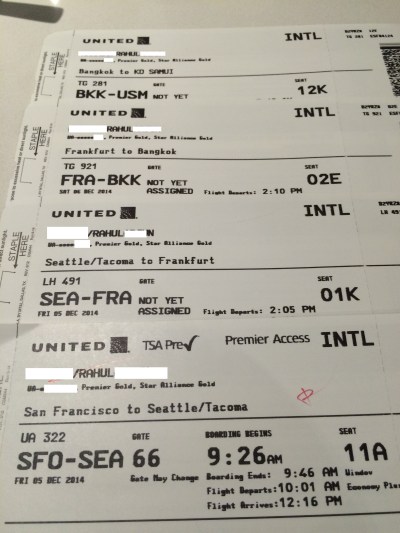 UNITED INTL
RAHUL
, Premier Gold, Star Alliance Gold
Bangkok to KO SAMUI
TG 281 GATE SEAT
BKK-USM NOT YET 12K
UNITED INTL
RAHUL
, Premier Gold, Star Alliance Gold
STAPLE HERE
Frankfurt to Bangkok
TG 921 GATE SEAT
FRA-BKK NOT YET 02E
SAT 06 DEC 2014 ASSIGNED Flight Departs: 2:10 PM
UNITED INTL
/RAHUL
, Premier Gold, Star Alliance Gold
STAPLE HERE
Seattle/Tacoma to Frankfurt
LH 491 GATE SEAT
SEA-FRA NOT YET 01K
FRI 05 DEC 2014 ASSIGNED Flight Departs: 2:05 PM
UNITED TSA Pre✓ Premier Access INTL
/RAHUL
UA- , Premier Gold, Star Alliance Gold
San Francisco to Seattle/Tacoma
UA 322 GATE BOARDING BEGINS SEAT
SFO-SEA 66 9:26AM 11A
FRI 05 DEC 2014 Gate May Change Boarding Ends: 9:46 AM Window
Flight Departs: 10:01 AM Economy Plu
Flight Arrives: 12:16 PM